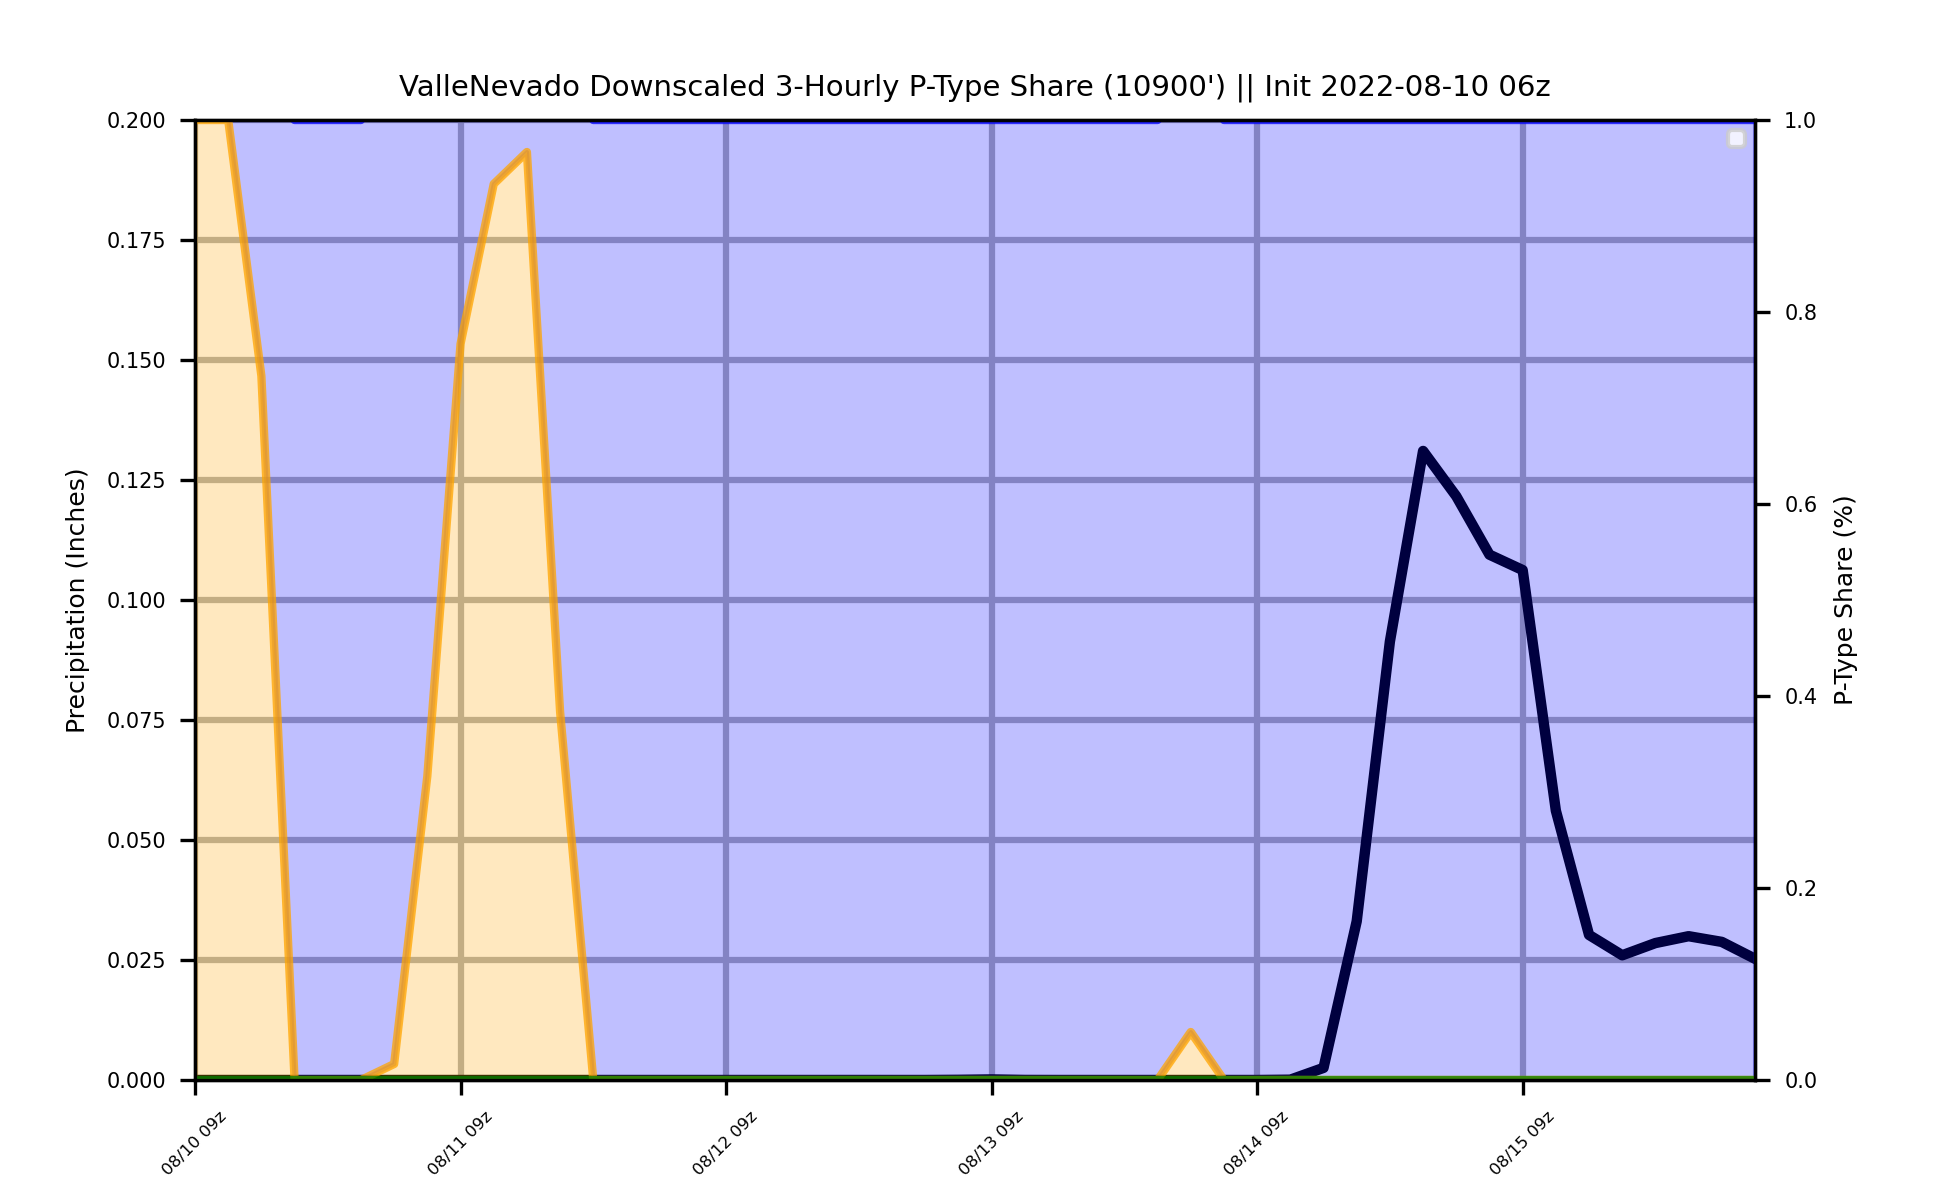 ValleNevado Downscaled 3-Hourly P-Type Share (10900') || Init 2022-08-10 06z
0.200
0.175
0.150
0.125
0.100
0.075
0.050
0.025
0.000
Precipitation (Inches)
1.0
0.8
0.6
0.4
0.2
0.0
P-Type Share (%)
08/10 09z
08/11 09z
08/12 09z
08/13 09z
08/14 09z
08/15 09z